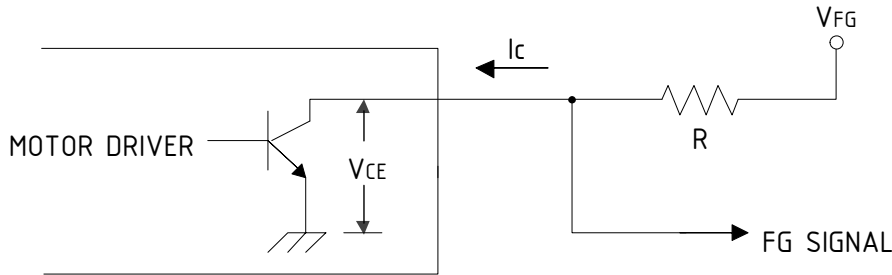 VFG
Ic
R
MOTOR DRIVER
VCE
FG SIGNAL